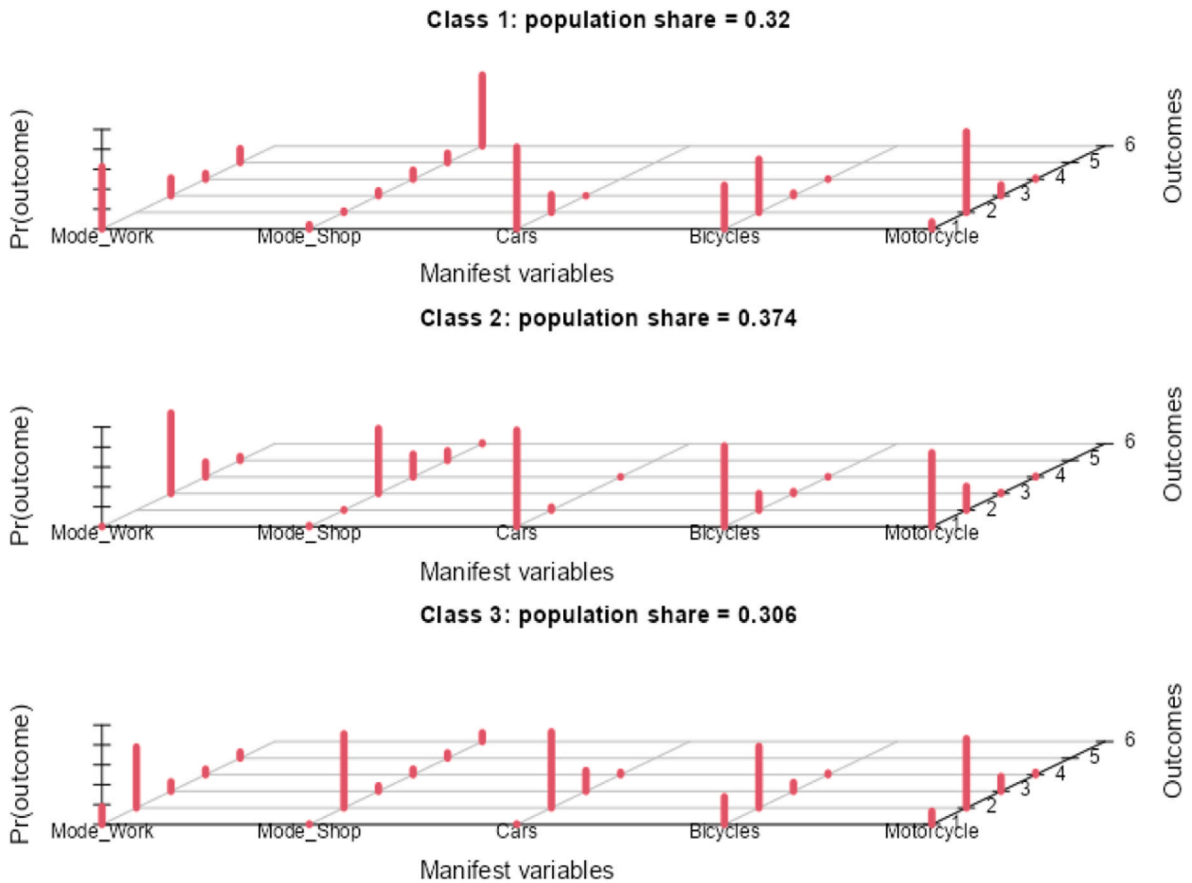 Class 1: population share = 0.32
Pr(outcome)
Outcomes
6
5
4
3
2
1
Mode_Work Mode_Shop Cars Bicycles Motorcycle
Manifest variables
Class 2: population share = 0.374
Pr(outcome)
Outcomes
6
5
4
3
2
1
Mode_Work Mode_Shop Cars Bicycles Motorcycle
Manifest variables
Class 3: population share = 0.306
Pr(outcome)
Outcomes
6
5
4
3
2
1
Mode_Work Mode_Shop Cars Bicycles Motorcycle
Manifest variables